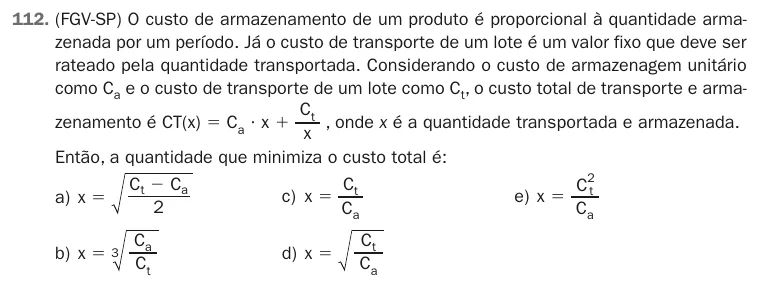 112. (FGV-SP) O custo de armazenamento de um produto é proporcional à quantidade arma-
zenada por um período. Já o custo de transporte de um lote é um valor fixo que deve ser
rateado pela quantidade transportada. Considerando o custo de armazenagem unitário
como Cₐ e o custo de transporte de um lote como Cₜ, o custo total de transporte e arma-
zenamento é CT(x) = Cₐ · x + Cₜ/x, onde x é a quantidade transportada e armazenada.
Então, a quantidade que minimiza o custo total é:
a) x = √((Cₜ − Cₐ)/2)
c) x = Cₜ/Cₐ
e) x = Cₜ²/Cₐ
b) x = ³√(Cₐ/Cₜ)
d) x = √(Cₜ/Cₐ)